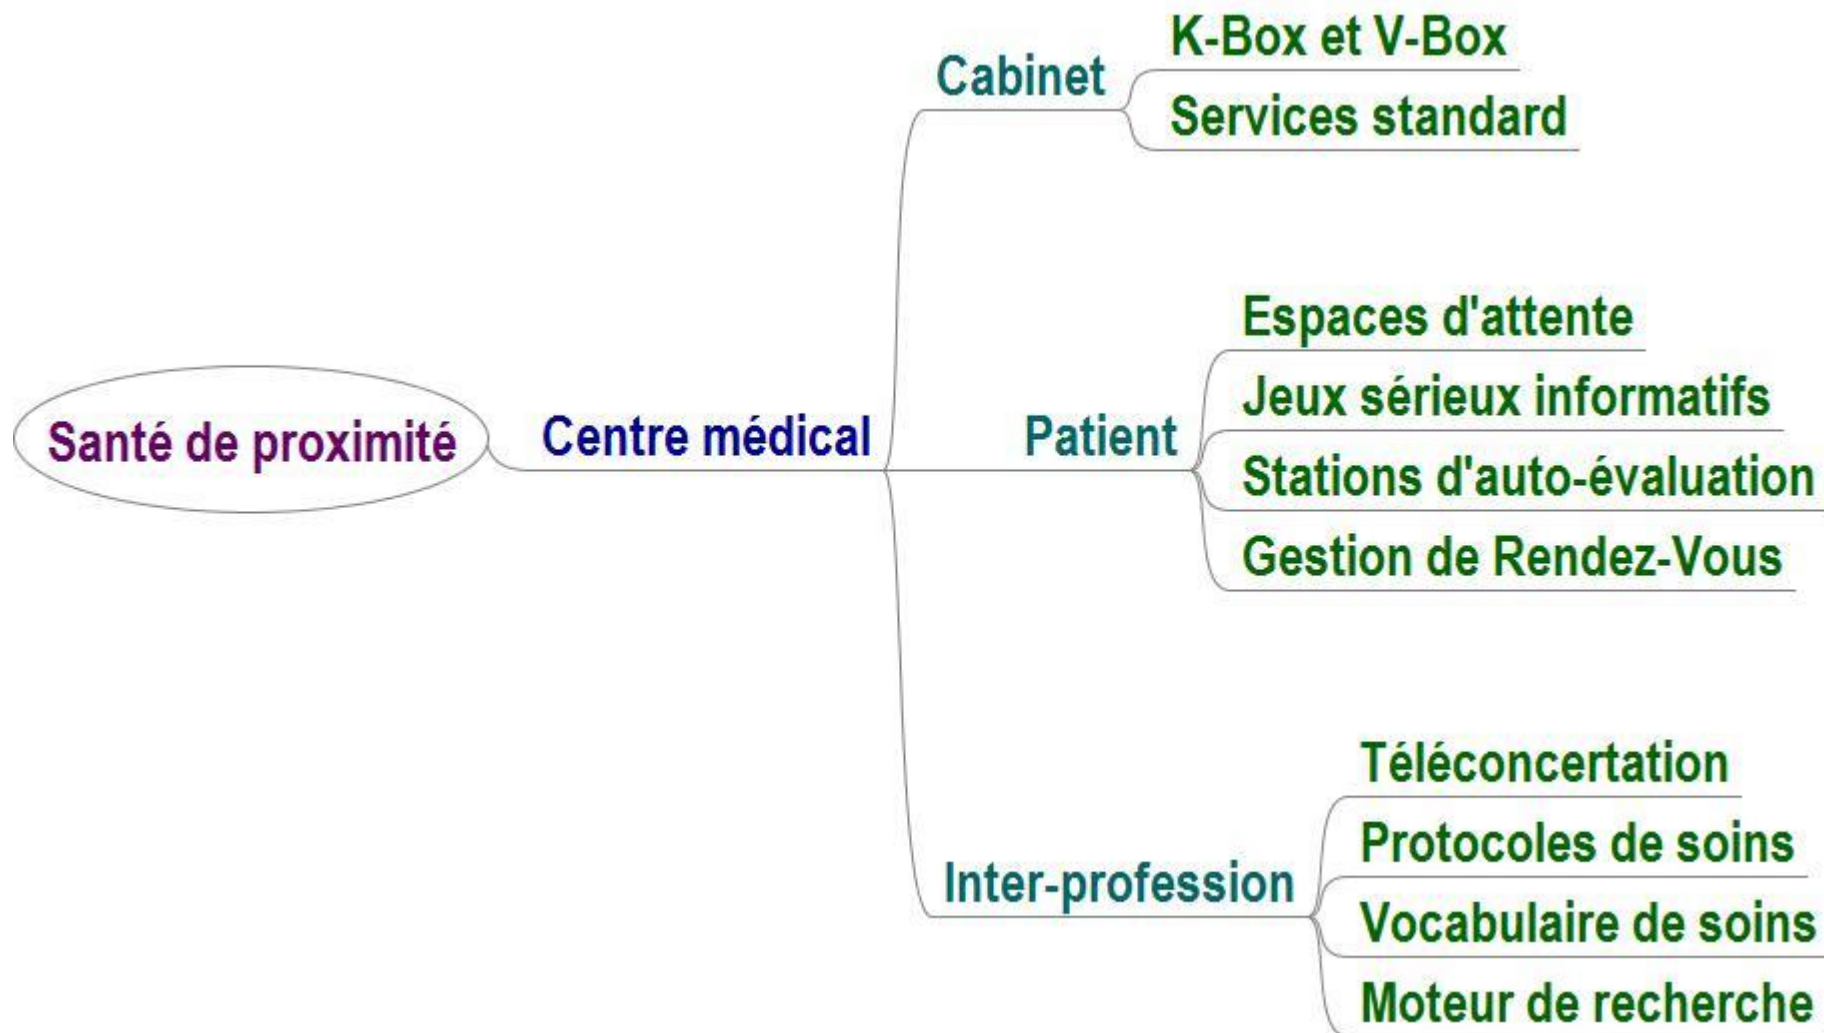 Santé de proximité
Centre médical
Cabinet
K-Box et V-Box
Services standard
Patient
Espaces d'attente
Jeux sérieux informatifs
Stations d'auto-évaluation
Gestion de Rendez-Vous
Inter-profession
Téléconcertation
Protocoles de soins
Vocabulaire de soins
Moteur de recherche